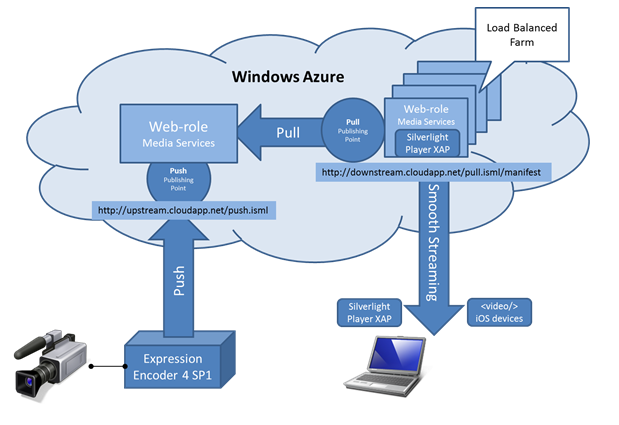 Load Balanced
Farm
Windows Azure
Web-role
Media Services
Pull
Pull
Publishing
Point
Web-role
Media Services
Silverlight
Player XAP
Push
Publishing
Point
http://downstream.cloudapp.net/pull.isml/manifest
http://upstream.cloudapp.net/push.isml
Smooth Streaming
Push
Silverlight
Player XAP
<video/>
iOS devices
Expression
Encoder 4 SP1